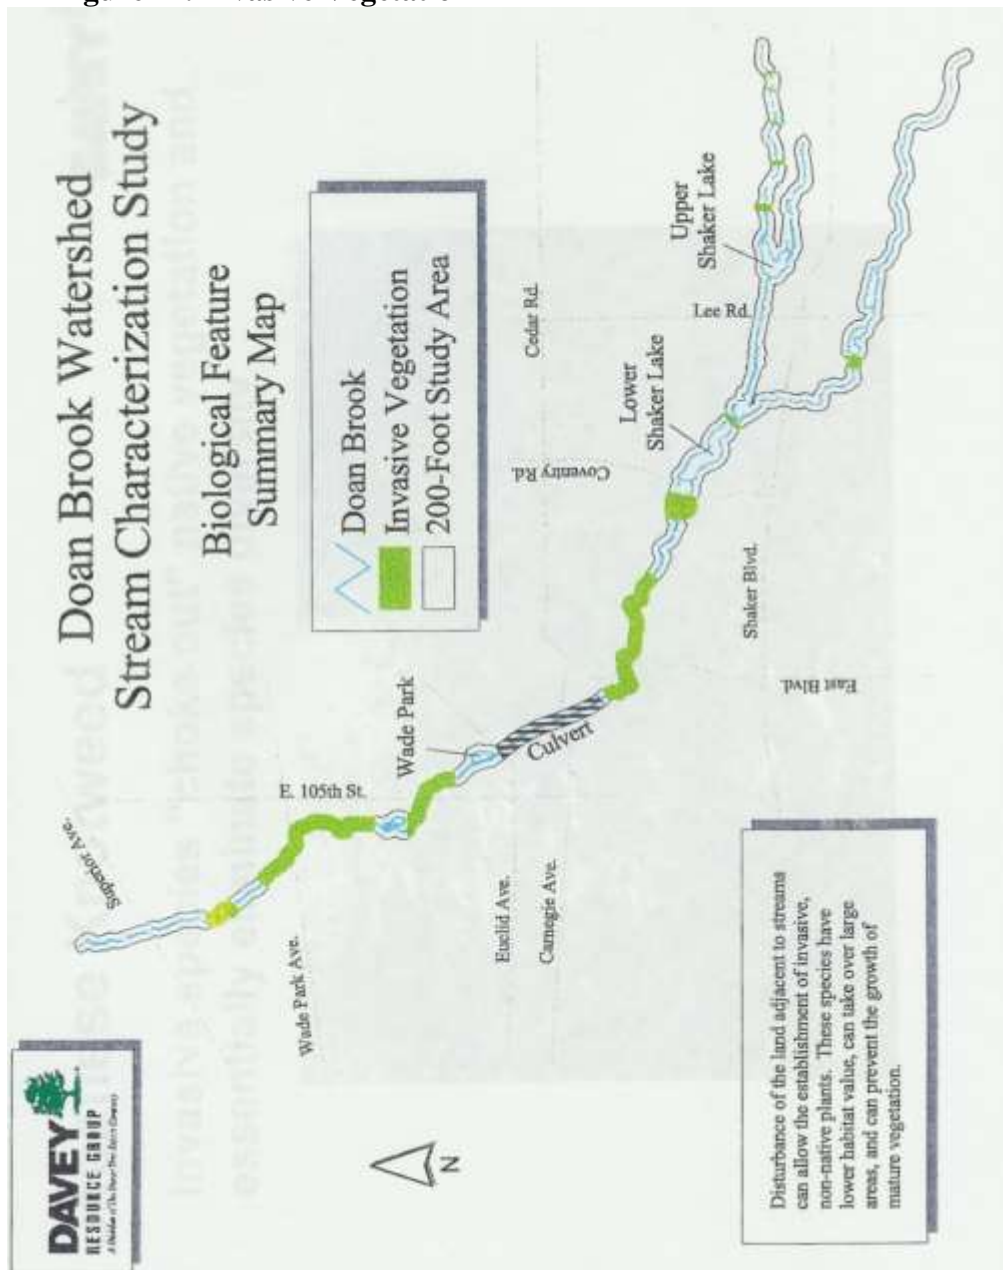 Doan Brook Watershed
Stream Characterization Study
Biological Feature
Summary Map
Doan Brook
Invasive Vegetation
200-Foot Study Area
Upper
Shaker Lake
Lee Rd.
Cedar Rd.
Lower
Shaker Lake
Coventry Rd.
Shaker Blvd.
East Blvd.
Culvert
Wade Park
E. 105th St.
Superior Ave.
Wade Park Ave.
Euclid Ave.
Carnegie Ave.
N
Disturbance of the land adjacent to streams
can allow the establishment of invasive,
non-native plants. These species have
lower habitat value, can take over large
areas, and can prevent the growth of
mature vegetation.
DAVEY
RESOURCE GROUP